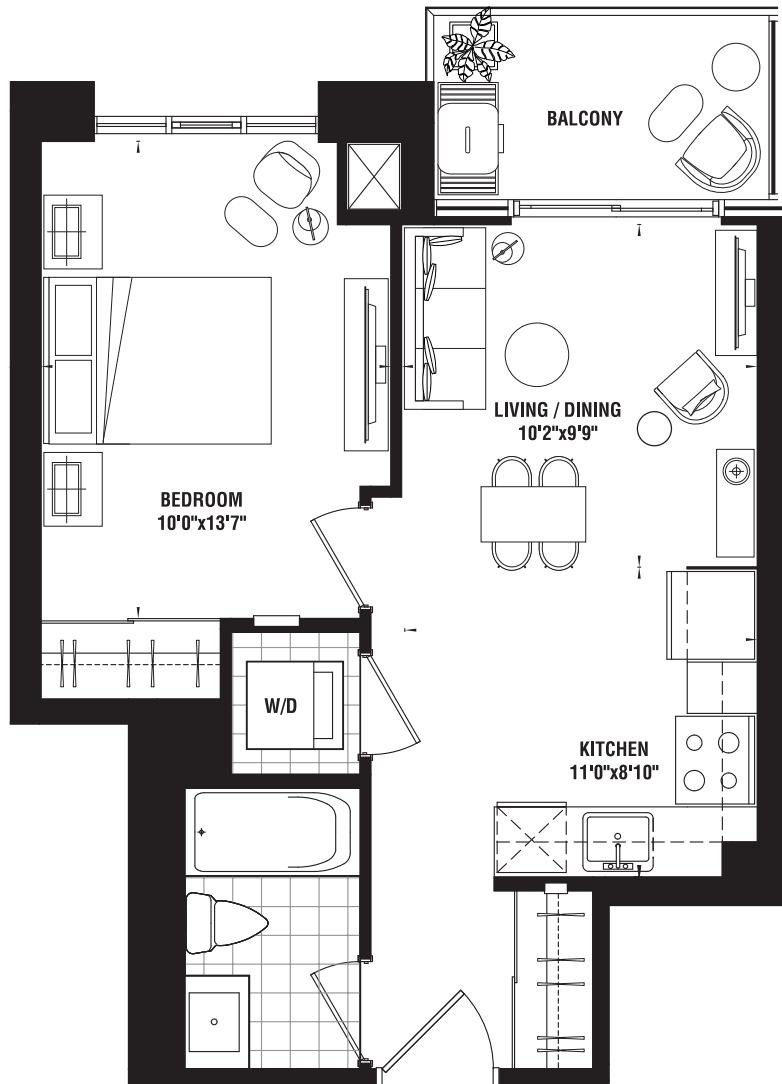 BALCONY
LIVING / DINING
10'2"x9'9"
BEDROOM
10'0"x13'7"
W/D
KITCHEN
11'0"x8'10"